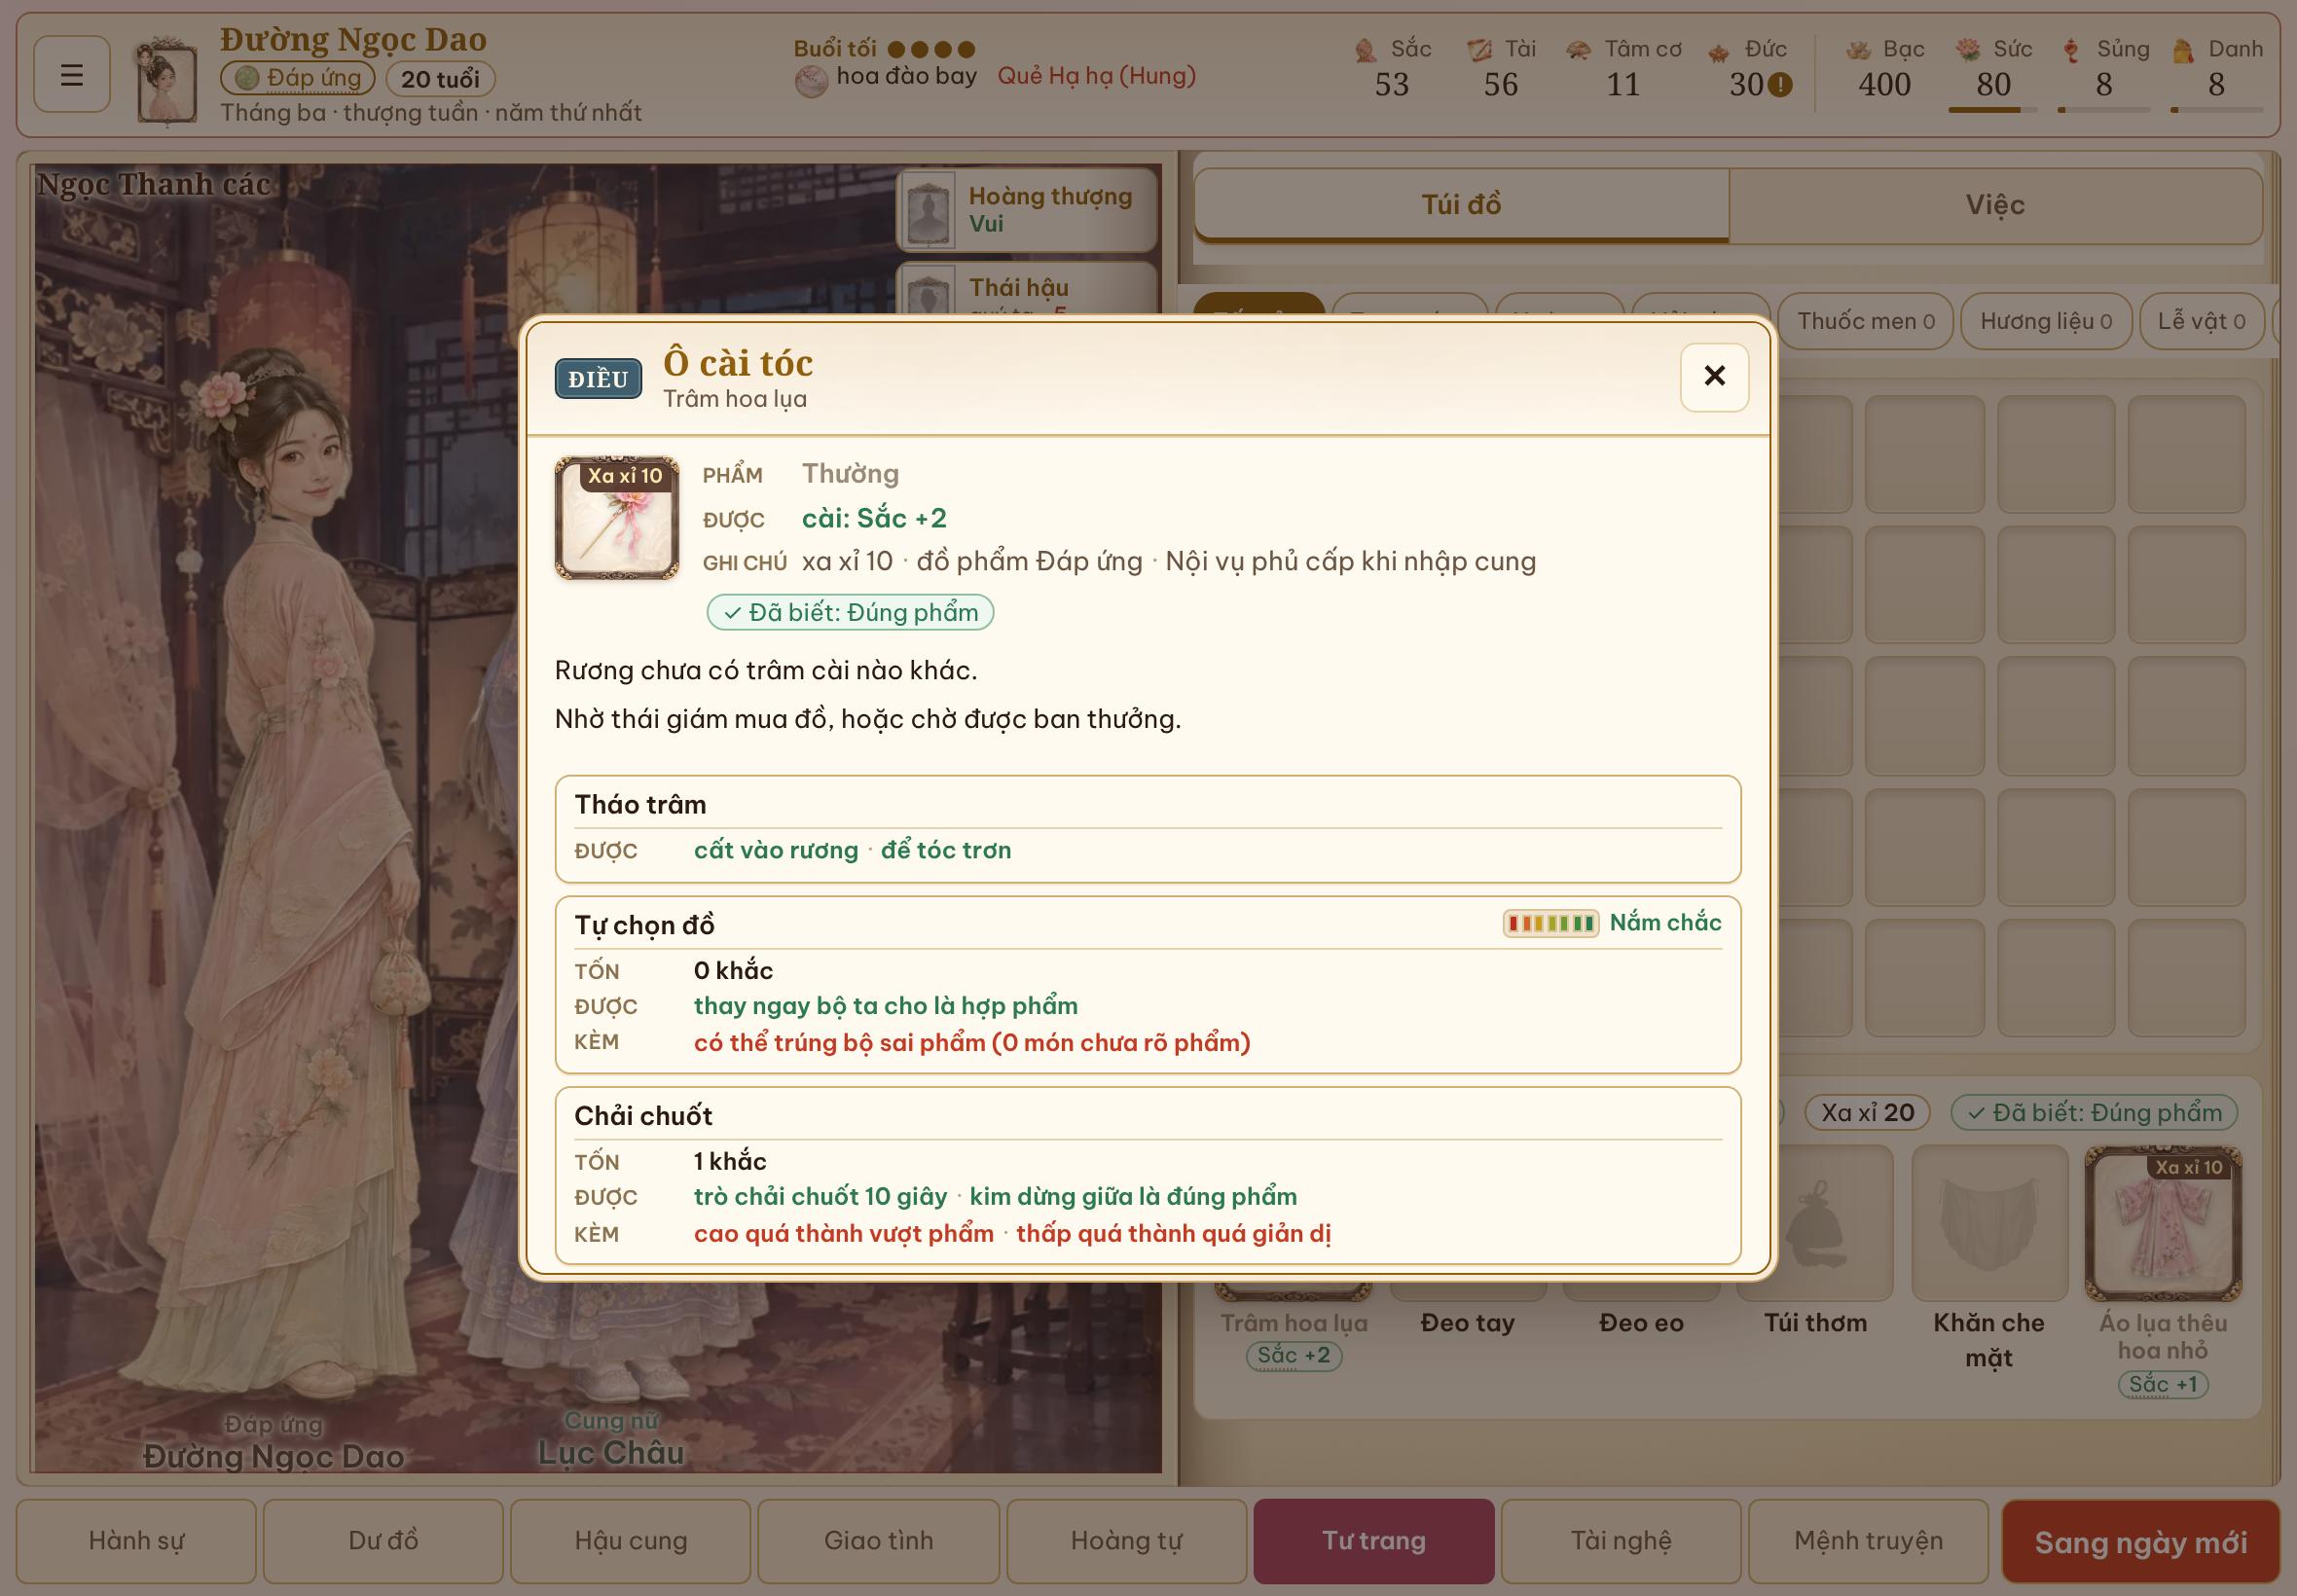 Đường Ngọc Dao
Đáp ứng
20 tuổi
Tháng ba · thượng tuần · năm thứ nhất
Buổi tối
hoa đào bay
Quẻ Hạ hạ (Hung)
Sắc
53
Tài
56
Tâm cơ
11
Đức
30
!
Bạc
400
Sức
80
Sủng
8
Danh
8
Ngọc Thanh các
Hoàng thượng
Vui
Thái hậu
Túi đồ
Việc
Thuốc men 0
Hương liệu 0
Lễ vật 0
ĐIỀU
Ô cài tóc
Trâm hoa lụa
Xa xỉ 10
PHẨM
Thường
ĐƯỢC
cài: Sắc +2
GHI CHÚ
xa xỉ 10 · đồ phẩm Đáp ứng · Nội vụ phủ cấp khi nhập cung
✓ Đã biết: Đúng phẩm
Rương chưa có trâm cài nào khác.
Nhờ thái giám mua đồ, hoặc chờ được ban thưởng.
Tháo trâm
ĐƯỢC
cất vào rương · để tóc trơn
Tự chọn đồ
Nắm chắc
TỐN
0 khắc
ĐƯỢC
thay ngay bộ ta cho là hợp phẩm
KÈM
có thể trúng bộ sai phẩm (0 món chưa rõ phẩm)
Chải chuốt
TỐN
1 khắc
ĐƯỢC
trò chải chuốt 10 giây · kim dừng giữa là đúng phẩm
KÈM
cao quá thành vượt phẩm · thấp quá thành quá giản dị
Xa xỉ 20
✓ Đã biết: Đúng phẩm
Xa xỉ 10
Trâm hoa lụa
Sắc +2
Đeo tay
Đeo eo
Túi thơm
Khăn che
mặt
Áo lụa thêu
hoa nhỏ
Sắc +1
Đáp ứng
Đường Ngọc Dao
Cung nữ
Lục Châu
Hành sự
Dư đồ
Hậu cung
Giao tình
Hoàng tự
Tư trang
Tài nghệ
Mệnh truyện
Sang ngày mới